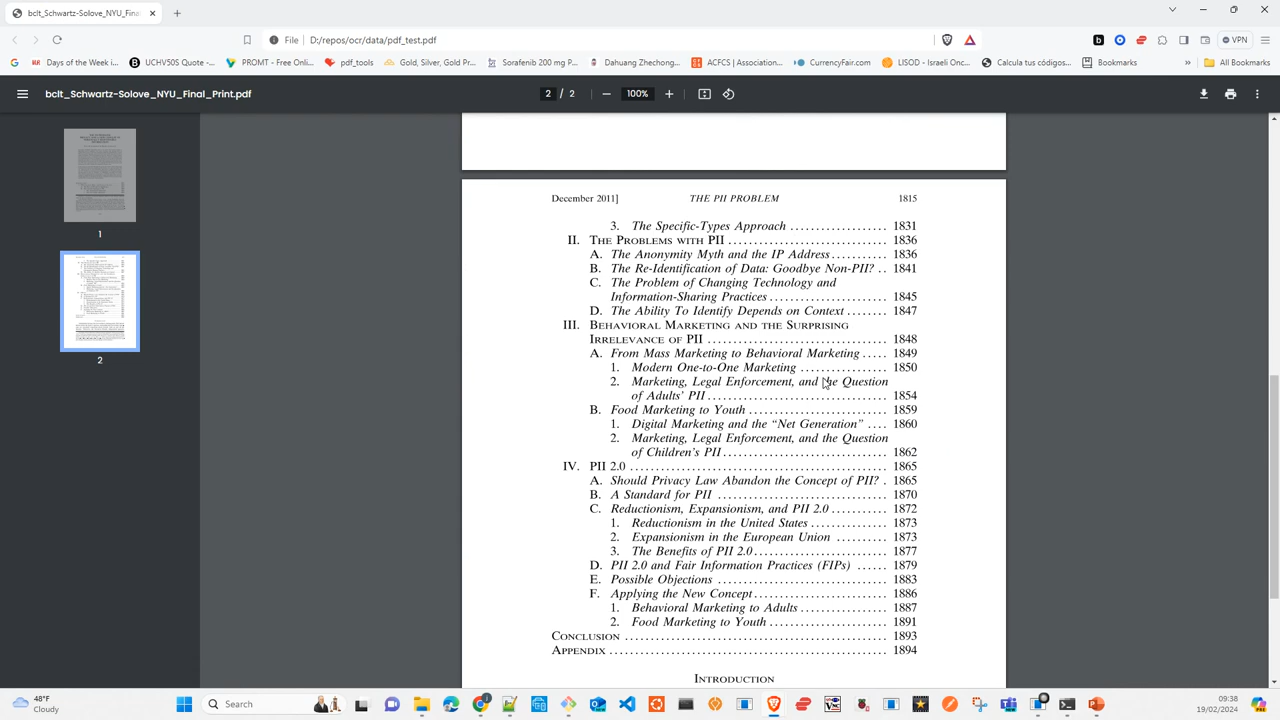 bclt_Schwartz-Solove_NYU_Fina
File D:/repos/ocr/data/pdf_test.pdf
VPN
Days of the Week i...
UCHV50S Quote -...
PROMT - Free Onli...
pdf_tools
Gold, Silver, Gold Pr...
Sorafenib 200 mg P...
Dahuang Zhechong...
ACFCS | Association...
CurrencyFair.com
LISOD - Israeli Onc...
Calcula tus códigos...
Bookmarks
»
All Bookmarks
bclt_Schwartz-Solove_NYU_Final_Print.pdf
2 / 2
100%
1
2
December 2011] THE PII PROBLEM 1815
3. The Specific-Types Approach .................. 1831
II. THE PROBLEMS WITH PII ............................. 1836
A. The Anonymity Myth and the IP Address .......... 1836
B. The Re-Identification of Data: Goodbye Non-PII? .. 1841
C. The Problem of Changing Technology and
Information-Sharing Practices ...................... 1845
D. The Ability To Identify Depends on Context ........ 1847
III. BEHAVIORAL MARKETING AND THE SURPRISING
IRRELEVANCE OF PII ................................. 1848
A. From Mass Marketing to Behavioral Marketing ..... 1849
1. Modern One-to-One Marketing ................ 1850
2. Marketing, Legal Enforcement, and the Question
of Adults' PII ................................. 1854
B. Food Marketing to Youth ......................... 1859
1. Digital Marketing and the “Net Generation” .... 1860
2. Marketing, Legal Enforcement, and the Question
of Children's PII .............................. 1862
IV. PII 2.0 ............................................... 1865
A. Should Privacy Law Abandon the Concept of PII? . 1865
B. A Standard for PII ............................... 1870
C. Reductionism, Expansionism, and PII 2.0 .......... 1872
1. Reductionism in the United States .............. 1873
2. Expansionism in the European Union .......... 1873
3. The Benefits of PII 2.0 ......................... 1877
D. PII 2.0 and Fair Information Practices (FIPs) ...... 1879
E. Possible Objections ............................... 1883
F. Applying the New Concept ........................ 1886
1. Behavioral Marketing to Adults ................. 1887
2. Food Marketing to Youth ...................... 1891
CONCLUSION ................................................ 1893
APPENDIX ................................................... 1894
INTRODUCTION
48°F
Cloudy
Search
09:38
19/02/2024